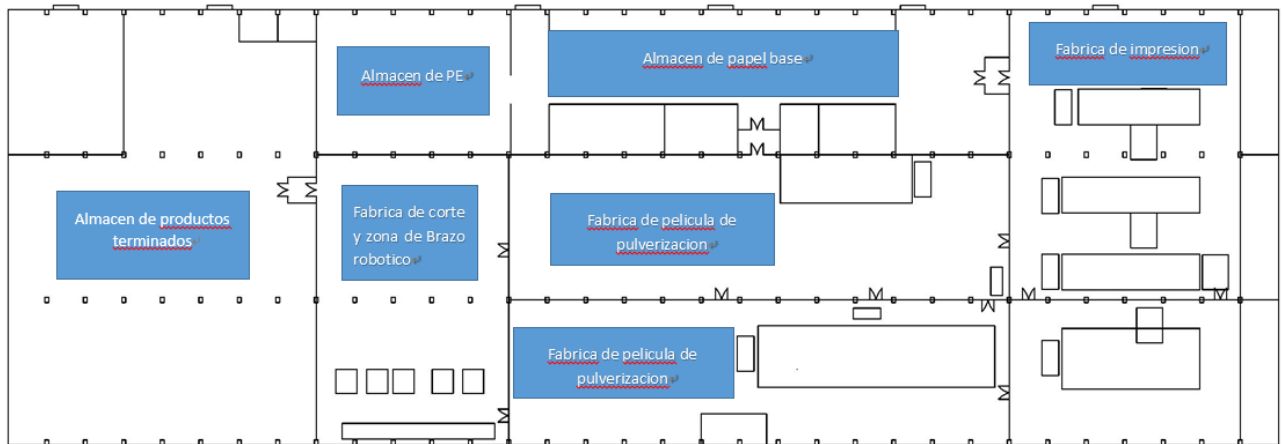 Almacen de PE
Almacen de papel base
Fabrica de impresion
Almacen de productos
terminados
Fabrica de corte
y zona de Brazo
robotico
Fabrica de pelicula de
pulverizacion
Fabrica de pelicula de
pulverizacion